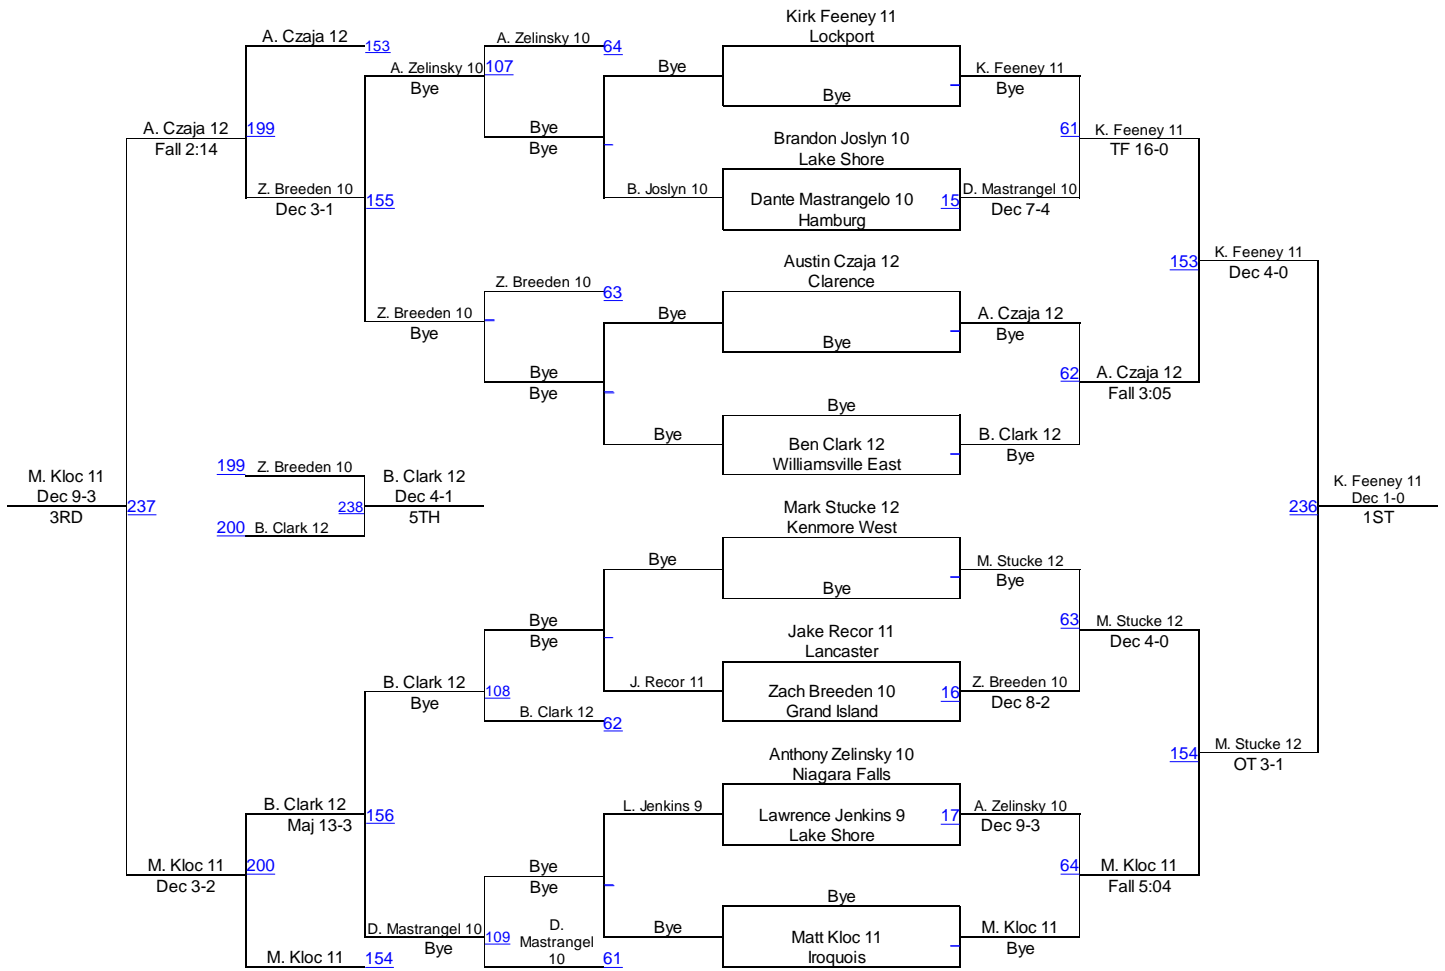 Kirk Feeney 11
Lockport
A. Czaja 12
153
A. Zelinsky 10
64
A. Zelinsky 10
107
Bye
Bye
K. Feeney 11
Bye
Bye
A. Czaja 12
199
Fall 2:14
Bye
Bye
Brandon Joslyn 10
Lake Shore
61
K. Feeney 11
TF 16-0
Z. Breeden 10
Dec 3-1
155
B. Joslyn 10
Dante Mastrangelo 10
Hamburg
15
D. Mastrangel 10
Dec 7-4
Austin Czaja 12
Clarence
153
K. Feeney 11
Dec 4-0
Z. Breeden 10
63
Z. Breeden 10
Bye
Bye
Bye
A. Czaja 12
Bye
Bye
Bye
62
A. Czaja 12
Fall 3:05
Bye
Bye
Ben Clark 12
Williamsville East
B. Clark 12
Bye
M. Kloc 11
Dec 9-3
3RD
237
199
Z. Breeden 10
238
200
B. Clark 12
B. Clark 12
Dec 4-1
5TH
Mark Stucke 12
Kenmore West
236
K. Feeney 11
Dec 1-0
1ST
Bye
Bye
M. Stucke 12
Bye
Bye
Bye
Jake Recor 11
Lancaster
63
M. Stucke 12
Dec 4-0
B. Clark 12
Bye
108
J. Recor 11
Zach Breeden 10
Grand Island
16
Z. Breeden 10
Dec 8-2
B. Clark 12
62
Anthony Zelinsky 10
Niagara Falls
154
M. Stucke 12
OT 3-1
B. Clark 12
Maj 13-3
156
L. Jenkins 9
Lawrence Jenkins 9
Lake Shore
17
A. Zelinsky 10
Dec 9-3
M. Kloc 11
Dec 3-2
200
Bye
Bye
64
M. Kloc 11
Fall 5:04
Bye
D. Mastrangel 10
Bye
109
D.
Mastrangel
10
61
Bye
Matt Kloc 11
Iroquois
M. Kloc 11
Bye
M. Kloc 11
154